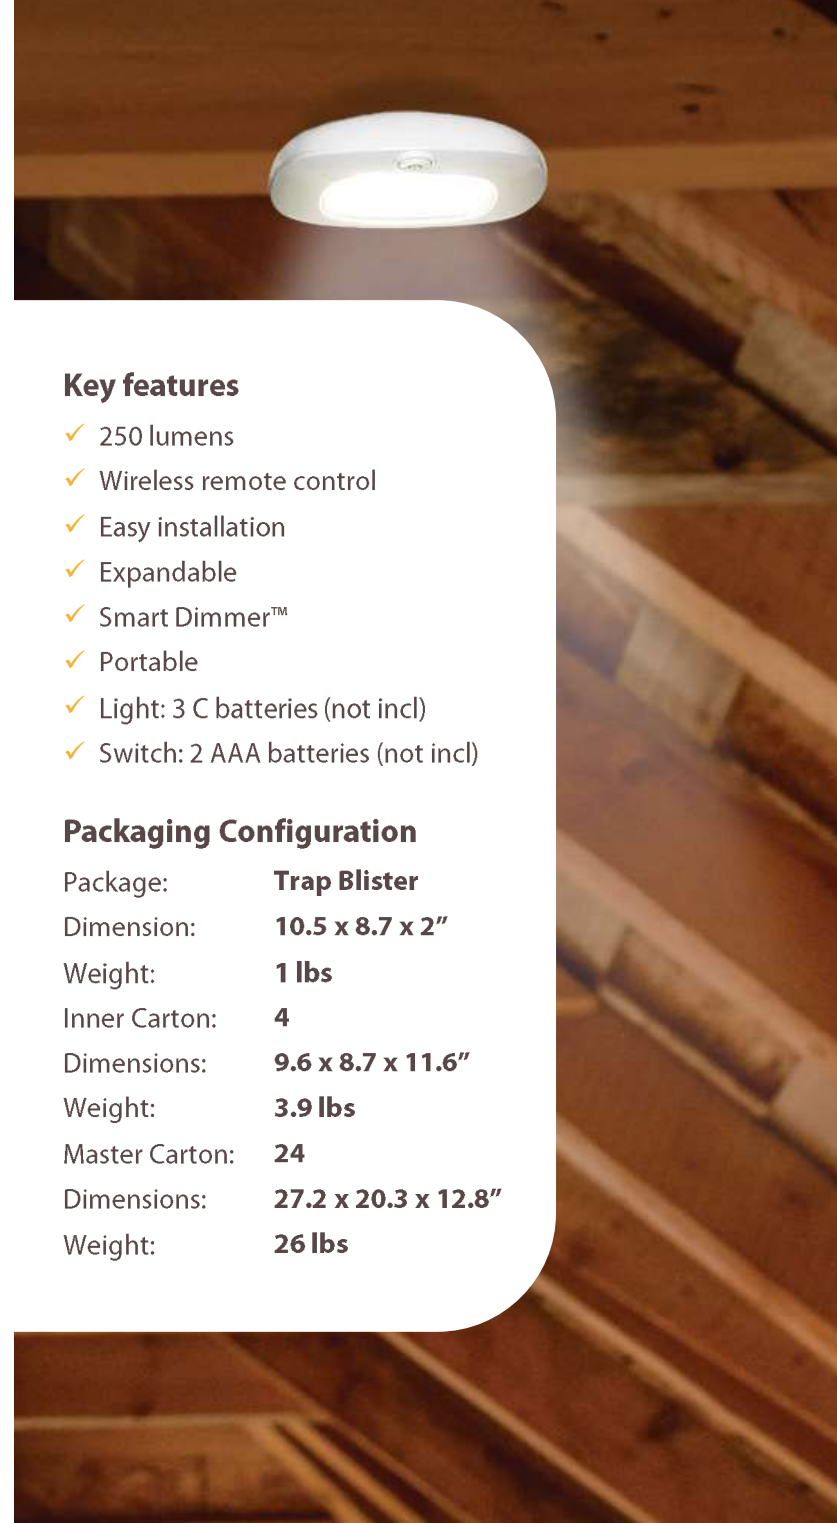 Key features
✓ 250 lumens
✓ Wireless remote control
✓ Easy installation
✓ Expandable
✓ Smart Dimmer™
✓ Portable
✓ Light: 3 C batteries (not incl)
✓ Switch: 2 AAA batteries (not incl)
Packaging Configuration
Package: Trap Blister
Dimension: 10.5 x 8.7 x 2”
Weight: 1 lbs
Inner Carton: 4
Dimensions: 9.6 x 8.7 x 11.6”
Weight: 3.9 lbs
Master Carton: 24
Dimensions: 27.2 x 20.3 x 12.8”
Weight: 26 lbs